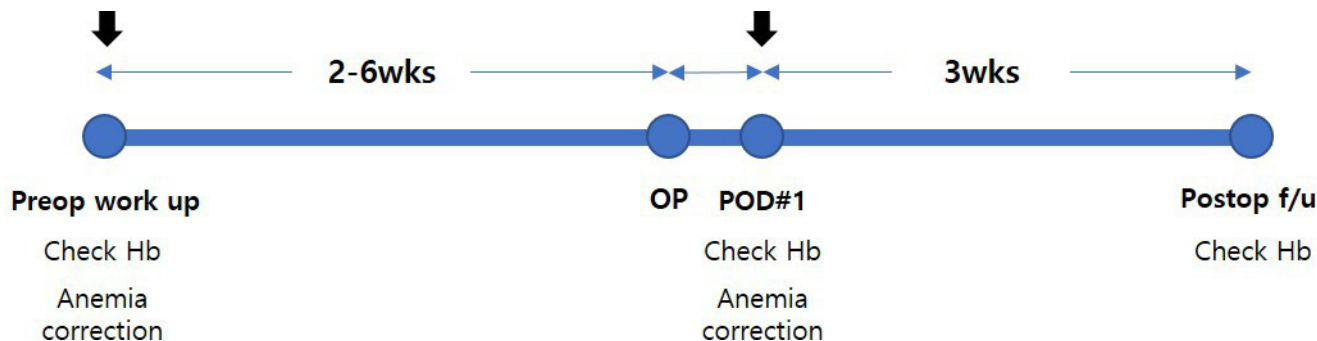 2-6wks 3wks
Preop work up OP POD#1 Postop f/u
Check Hb Check Hb Check Hb
Anemia Anemia
correction correction